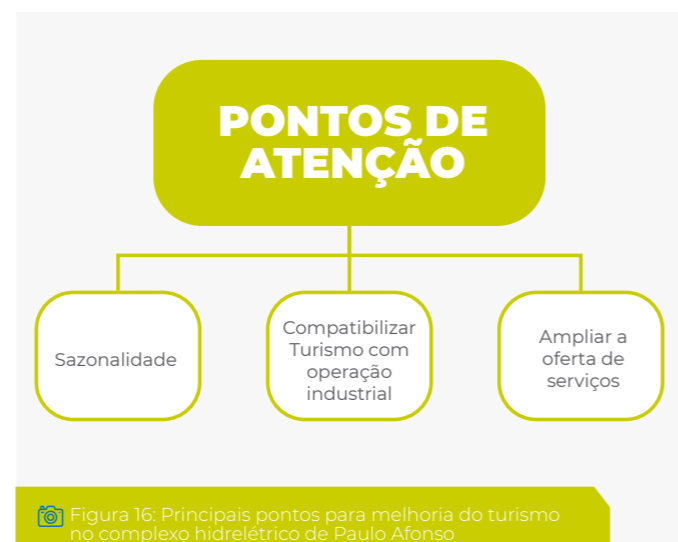 PONTOS DE
ATENÇÃO
Sazonalidade
Compatibilizar
Turismo com
operação
industrial
Ampliar a
oferta de
serviços
Figura 16: Principais pontos para melhoria do turismo
no complexo hidrelétrico de Paulo Afonso